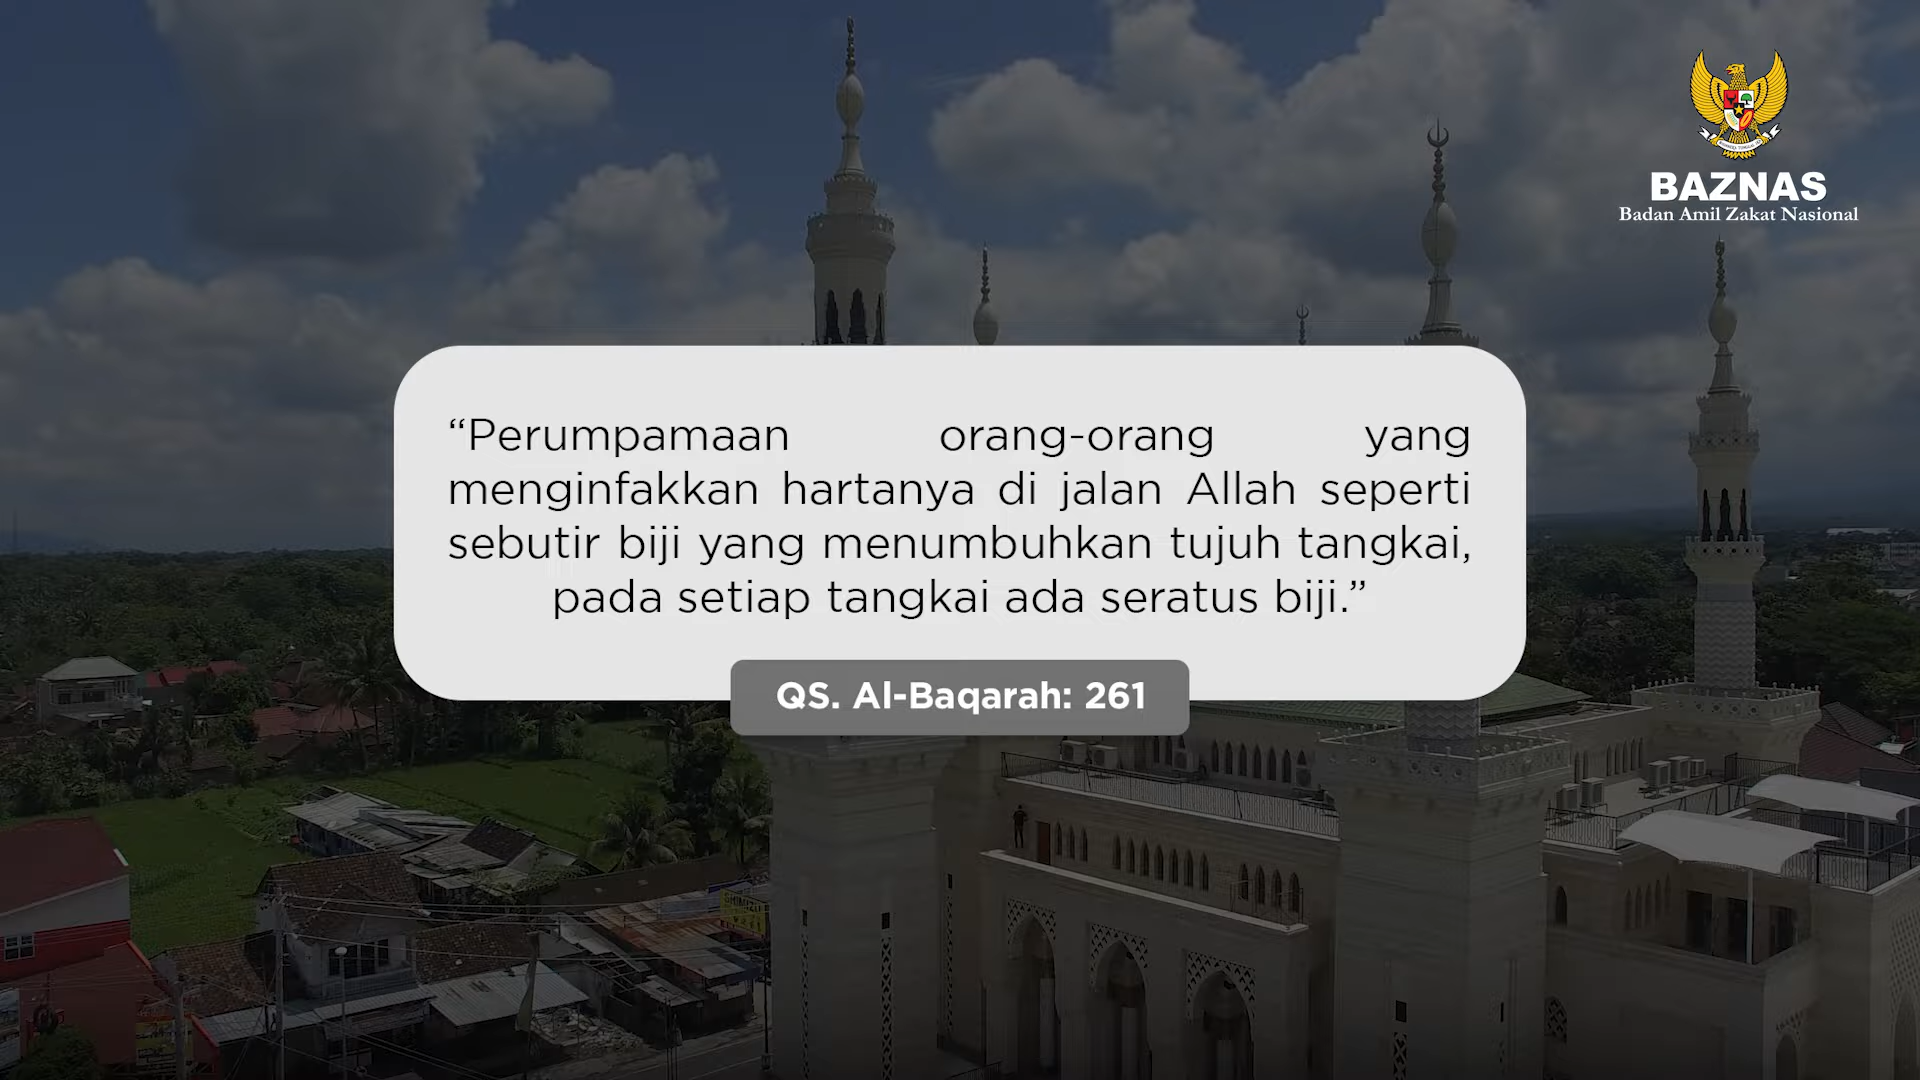 BAZNAS
Badan Amil Zakat Nasional
“Perumpamaan orang-orang yang
menginfakkan hartanya di jalan Allah seperti
sebutir biji yang menumbuhkan tujuh tangkai,
pada setiap tangkai ada seratus biji.”
QS. Al-Baqarah: 261
SHIMIZU